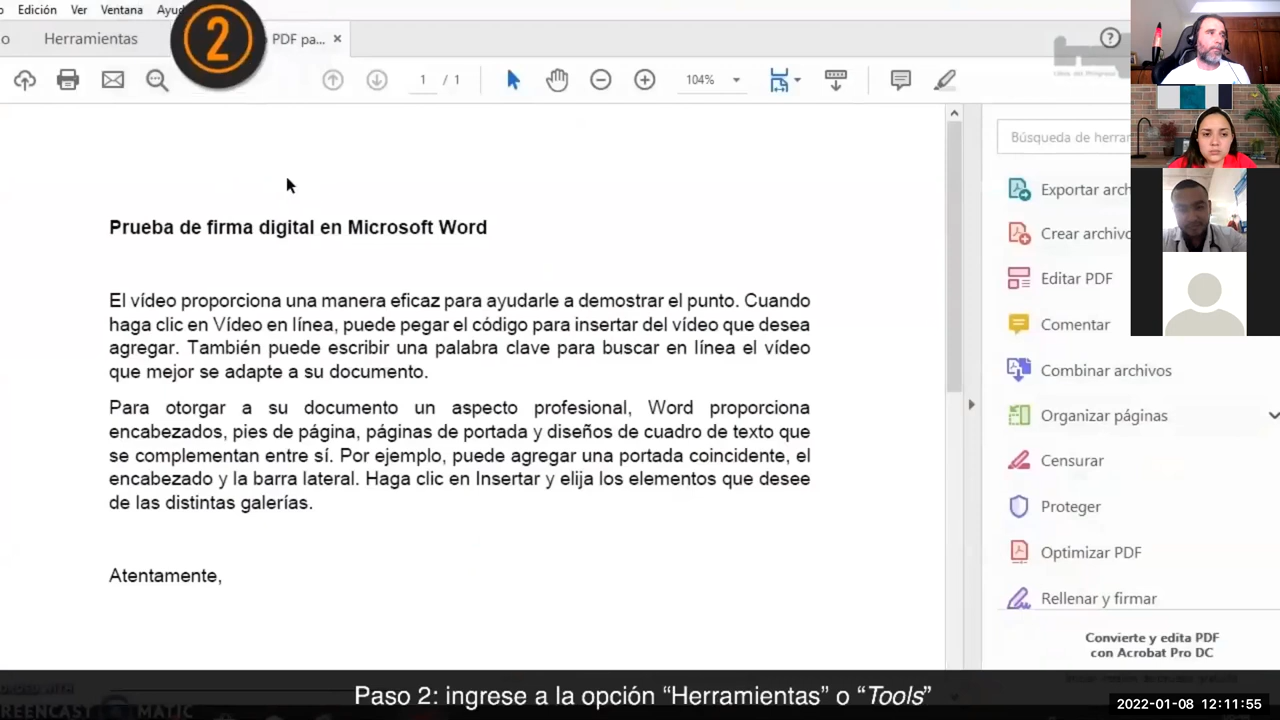 Edición Ver Ventana Ayu
Herramientas
2
PDF pa...
1 / 1
104%
Búsqueda de herrar
Exportar arch
Crear archivo
Editar PDF
Comentar
Combinar archivos
Organizar páginas
Censurar
Proteger
Optimizar PDF
Rellenar y firmar
Convierte y edita PDF
con Acrobat Pro DC
Prueba de firma digital en Microsoft Word
El vídeo proporciona una manera eficaz para ayudarle a demostrar el punto. Cuando
haga clic en Vídeo en línea, puede pegar el código para insertar del vídeo que desea
agregar. También puede escribir una palabra clave para buscar en línea el vídeo
que mejor se adapte a su documento.
Para otorgar a su documento un aspecto profesional, Word proporciona
encabezados, pies de página, páginas de portada y diseños de cuadro de texto que
se complementan entre sí. Por ejemplo, puede agregar una portada coincidente, el
encabezado y la barra lateral. Haga clic en Insertar y elija los elementos que desee
de las distintas galerías.
Atentamente,
Paso 2: ingrese a la opción “Herramientas” o “Tools”
2022-01-08 12:11:55